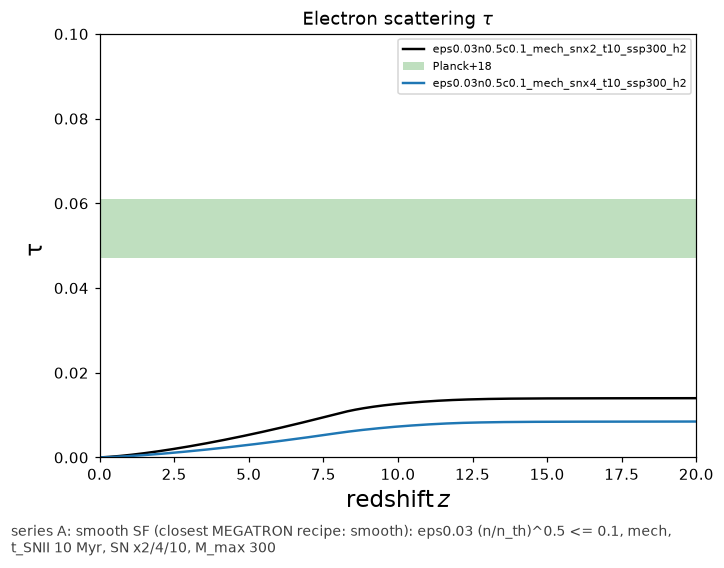 Electron scattering τ
0.10
0.08
0.06
0.04
0.02
0.00
τ
eps0.03n0.5c0.1_mech_snx2_t10_ssp300_h2
Planck+18
eps0.03n0.5c0.1_mech_snx4_t10_ssp300_h2
0.0 2.5 5.0 7.5 10.0 12.5 15.0 17.5 20.0
redshift z
series A: smooth SF (closest MEGATRON recipe: smooth): eps0.03 (n/n_th)^0.5 <= 0.1, mech,
t_SNII 10 Myr, SN x2/4/10, M_max 300